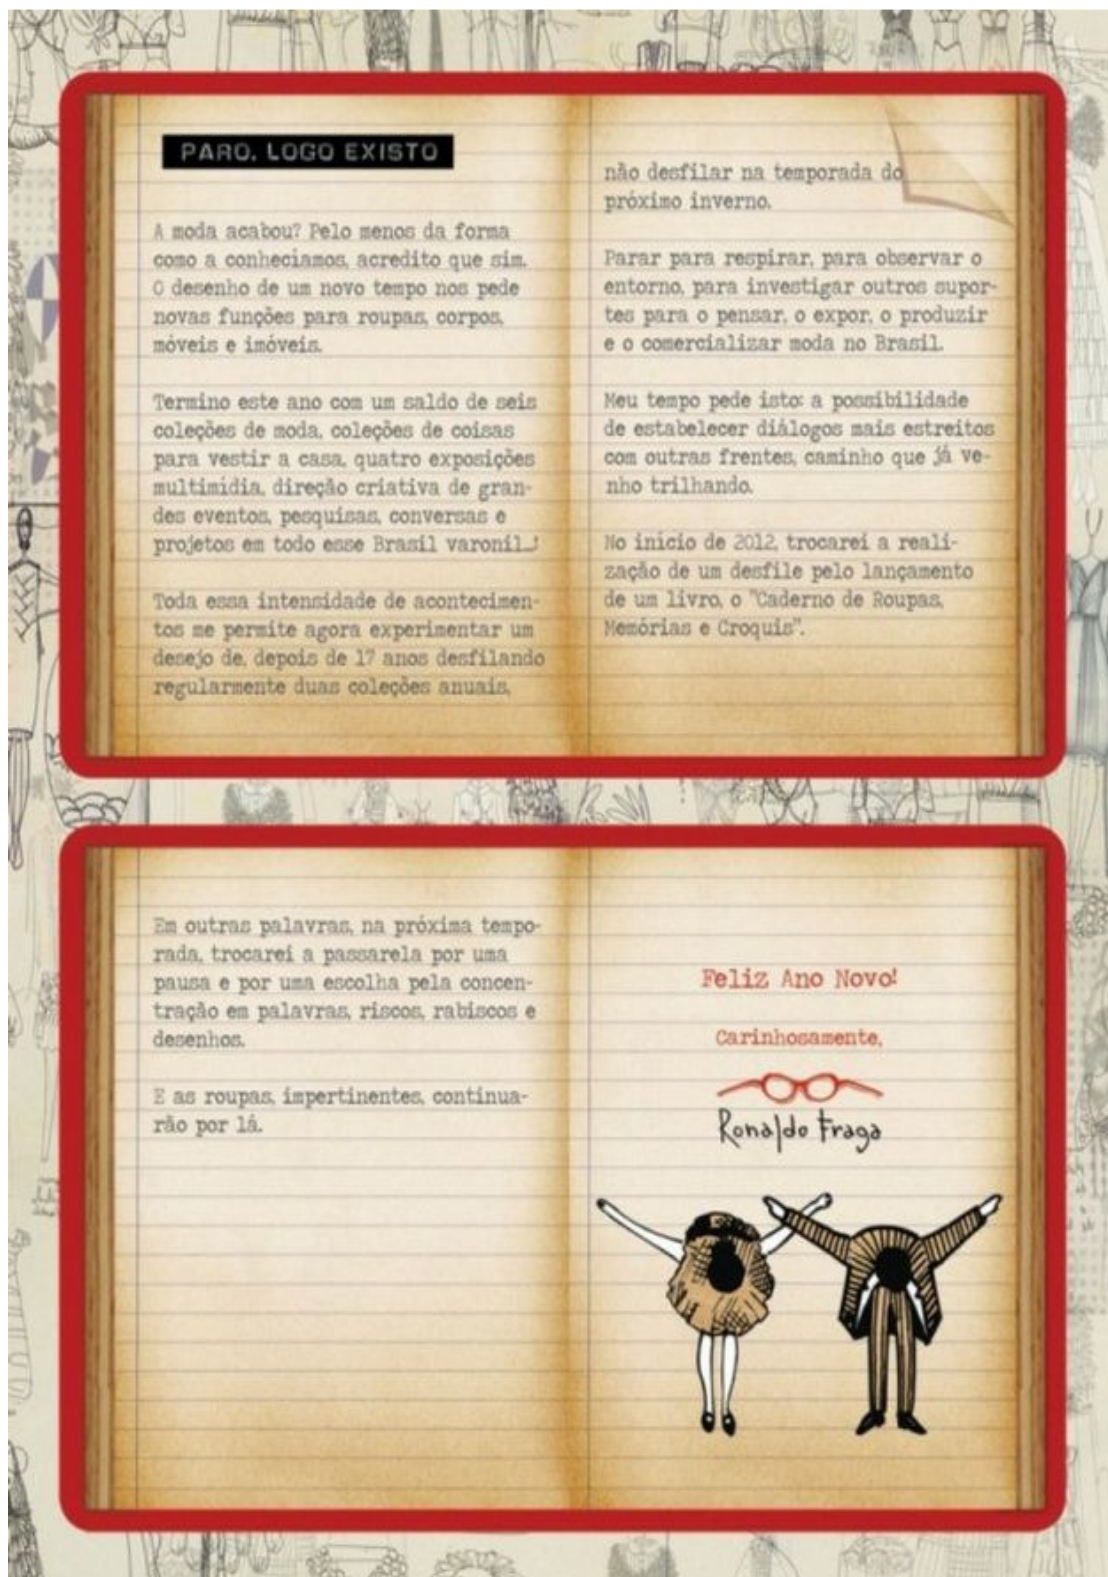 PARO, LOGO EXISTO
A moda acabou? Pelo menos da forma
como a conhecíamos, acredito que sim.
O desenho de um novo tempo nos pede
novas funções para roupas, corpos,
móveis e imóveis.
Termino este ano com um saldo de seis
coleções de moda, coleções de coisas
para vestir a casa, quatro exposições
multimídia, direção criativa de gran-
des eventos, pesquisas, conversas e
projetos em todo esse Brasil varonil...!
Toda essa intensidade de acontecimen-
tos me permite agora experimentar um
desejo de, depois de 17 anos desfilando
regularmente duas coleções anuais,
não desfilar na temporada do
próximo inverno.
Parar para respirar, para observar o
entorno, para investigar outros supor-
tes para o pensar, o expor, o produzir
e o comercializar moda no Brasil.
Meu tempo pede isto: a possibilidade
de estabelecer diálogos mais estreitos
com outras frentes, caminho que já ve-
nho trilhando.
No início de 2012, trocarei a reali-
zação de um desfile pelo lançamento
de um livro, o "Caderno de Roupas,
Memórias e Croquis".
Em outras palavras, na próxima tempo-
rada, trocarei a passarela por uma
pausa e por uma escolha pela concen-
tração em palavras, riscos, rabiscos e
desenhos.
E as roupas, impertinentes, continua-
rão por lá.
Feliz Ano Novo!
Carinhosamente,
Ronaldo Fraga